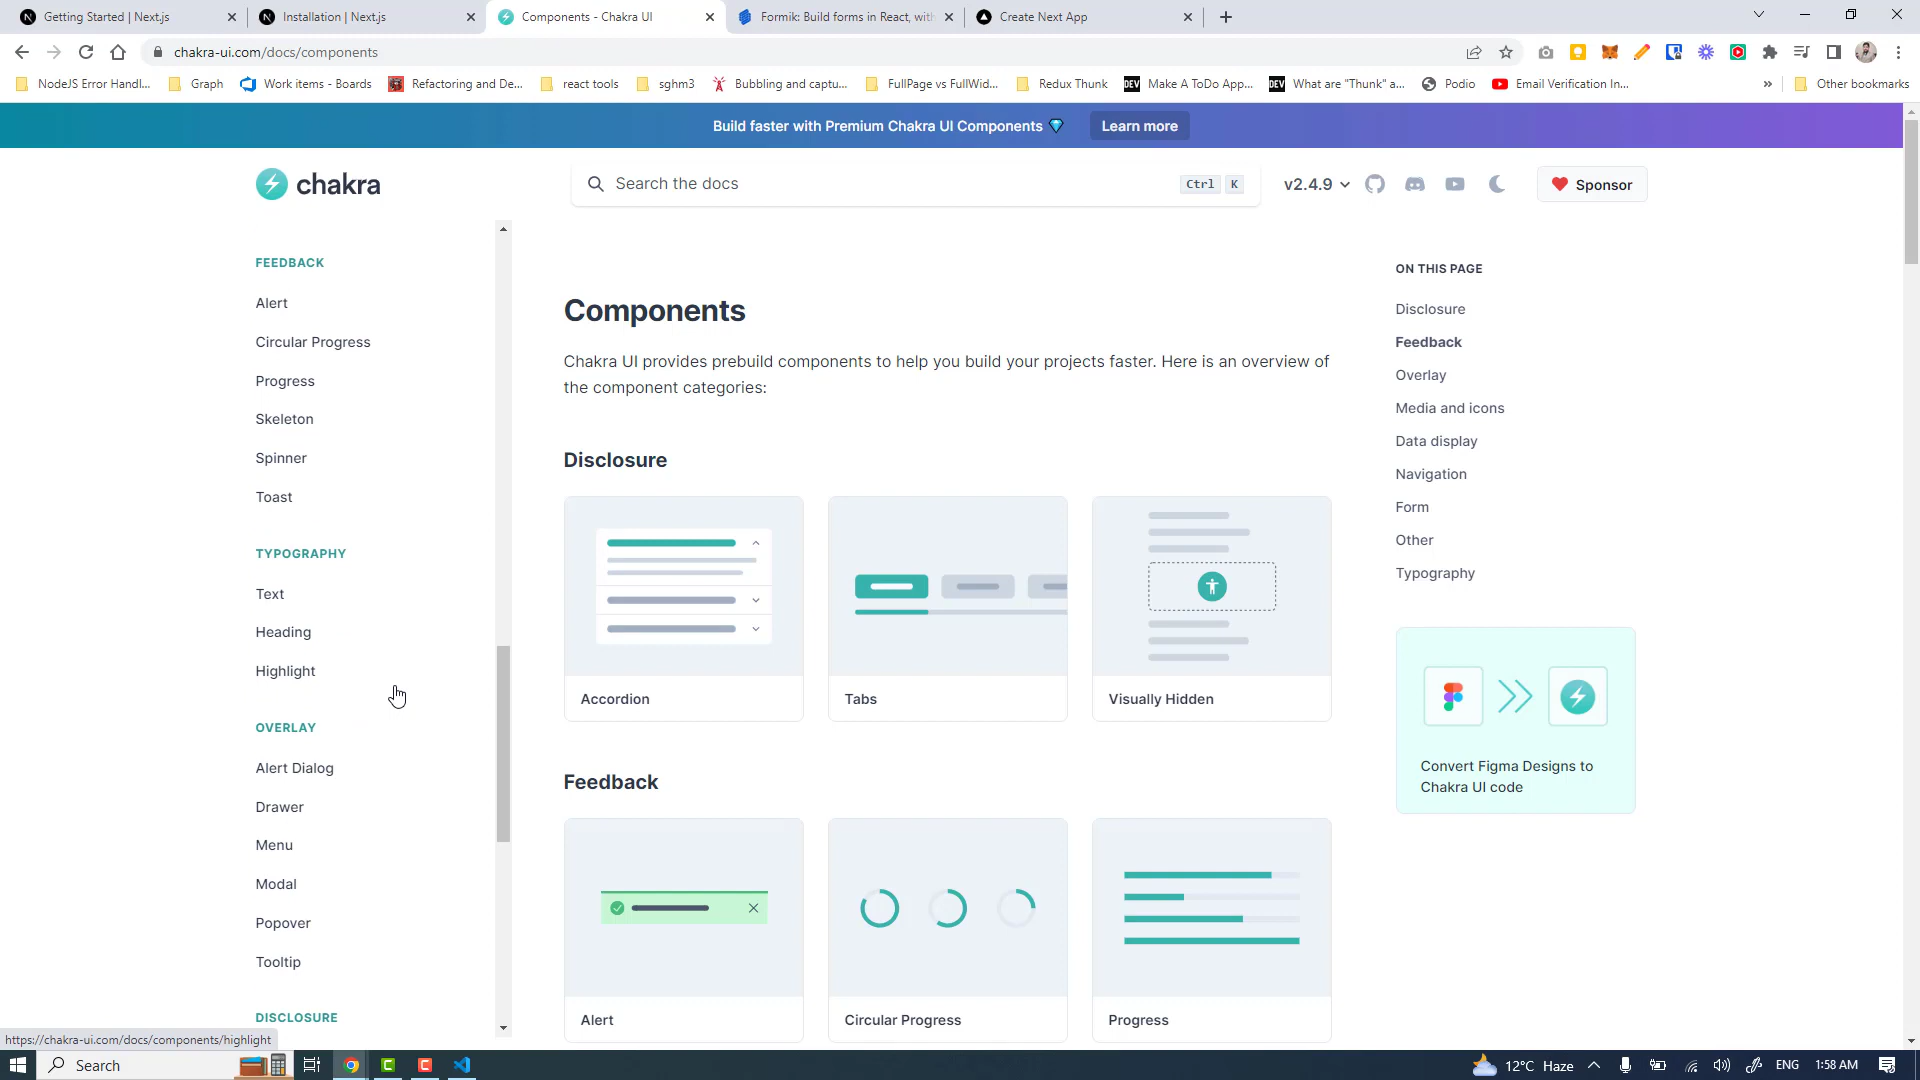 Getting Started | Next.js
Installation | Next.js
Components - Chakra UI
Formik: Build forms in React, with
Create Next App
chakra-ui.com/docs/components
NodeJS Error Handl...
Graph
Work items - Boards
Refactoring and De...
react tools
sghm3
Bubbling and captu...
FullPage vs FullWid...
Redux Thunk
DEV
Make A ToDo App...
DEV
What are "Thunk" a...
Podio
Email Verification In...
»
Other bookmarks
Build faster with Premium Chakra UI Components
Learn more
chakra
Search the docs
Ctrl K
v2.4.9
Sponsor
FEEDBACK
Alert
Circular Progress
Progress
Skeleton
Spinner
Toast
TYPOGRAPHY
Text
Heading
Highlight
OVERLAY
Alert Dialog
Drawer
Menu
Modal
Popover
Tooltip
DISCLOSURE
Components
Chakra UI provides prebuild components to help you build your projects faster. Here is an overview of
the component categories:
Disclosure
Accordion
Tabs
Visually Hidden
Feedback
Alert
Circular Progress
Progress
ON THIS PAGE
Disclosure
Feedback
Overlay
Media and icons
Data display
Navigation
Form
Other
Typography
Convert Figma Designs to
Chakra UI code
https://chakra-ui.com/docs/components/highlight
Search
12°C Haze
ENG
1:58 AM